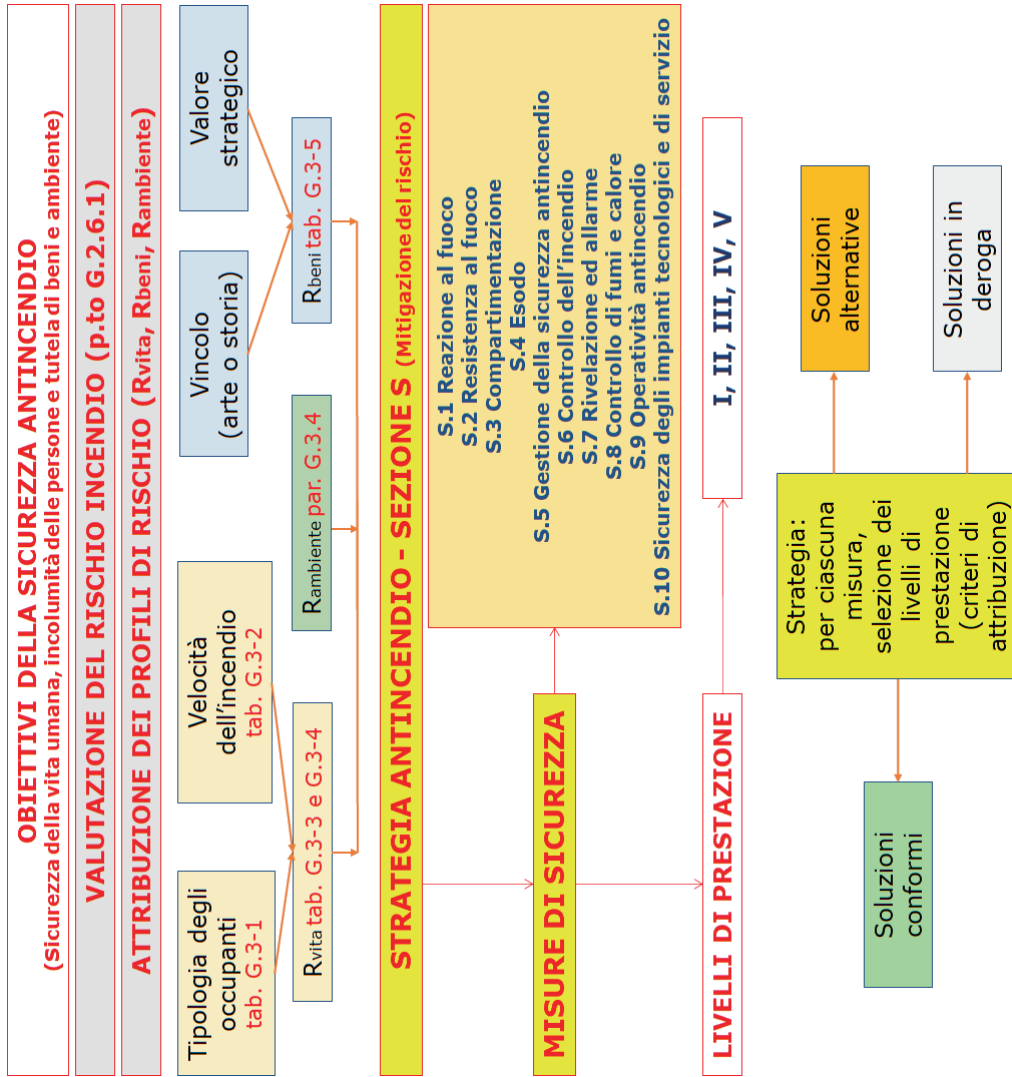 OBIETTIVI DELLA SICUREZZA ANTINCENDIO
(Sicurezza della vita umana, incolumità delle persone e tutela di beni e ambiente)
VALUTAZIONE DEL RISCHIO INCENDIO (p.to G.2.6.1)
ATTRIBUZIONE DEI PROFILI DI RISCHIO (Rvita, Rbeni, Rambiente)
Tipologia degli
occupanti
tab. G.3-1
Velocità
dell'incendio
tab. G.3-2
Vincolo
(arte o storia)
Valore
strategico
Rvita tab. G.3-3 e G.3-4
Rambiente par. G.3.4
Rbeni tab. G.3-5
STRATEGIA ANTINCENDIO - SEZIONE S (Mitigazione del rischio)
MISURE DI SICUREZZA
S.1 Reazione al fuoco
S.2 Resistenza al fuoco
S.3 Compartimentazione
S.4 Esodo
S.5 Gestione della sicurezza antincendio
S.6 Controllo dell'incendio
S.7 Rivelazione ed allarme
S.8 Controllo di fumi e calore
S.9 Operatività antincendio
S.10 Sicurezza degli impianti tecnologici e di servizio
LIVELLI DI PRESTAZIONE
I, II, III, IV, V
Soluzioni
conformi
Strategia:
per ciascuna
misura,
selezione dei
livelli di
prestazione
(criteri di
attribuzione)
Soluzioni
alternative
Soluzioni in
deroga